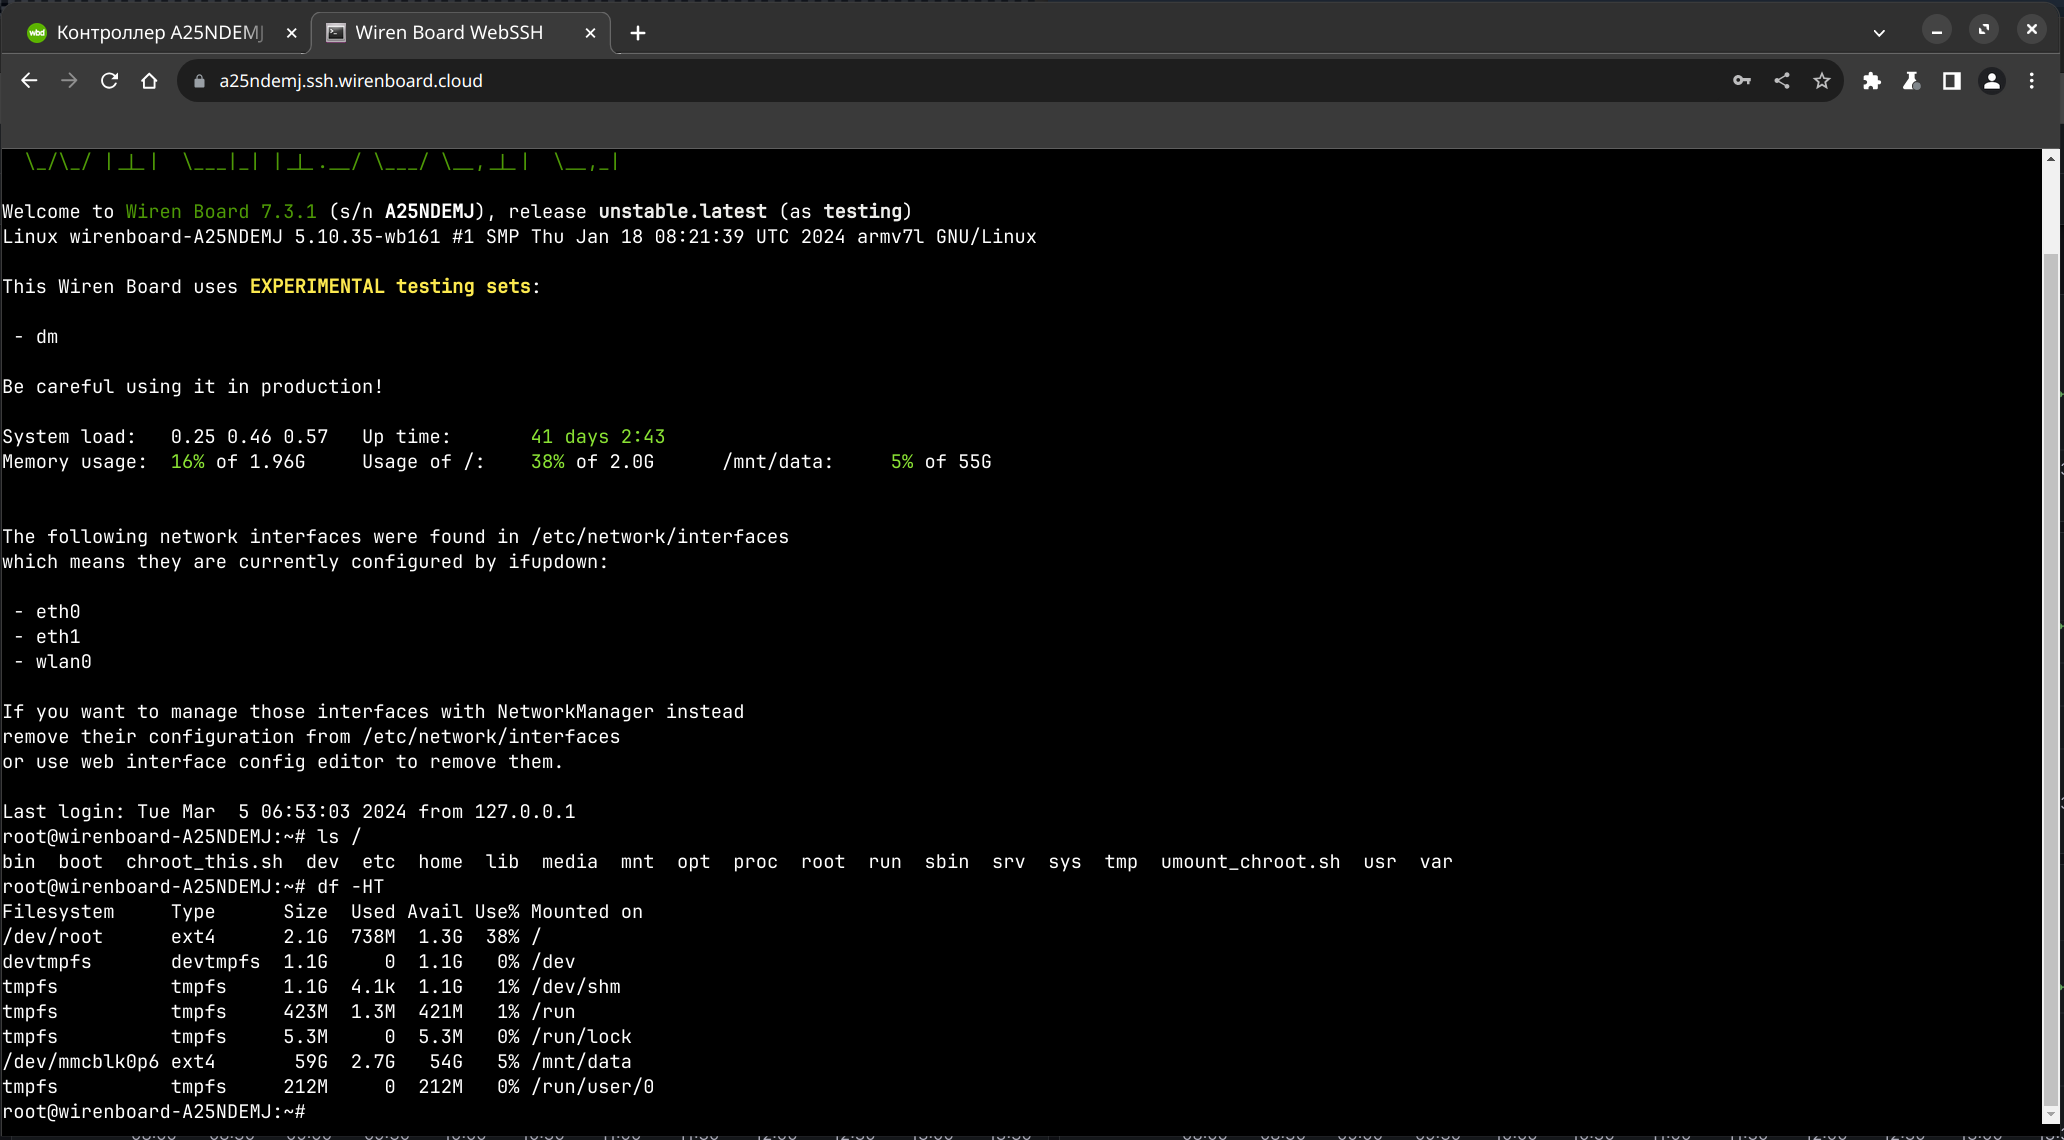 Контроллер A25NDEMJ
Wiren Board WebSSH
a25ndemj.ssh.wirenboard.cloud
Welcome to Wiren Board 7.3.1 (s/n A25NDEMJ), release unstable.latest (as testing)
Linux wirenboard-A25NDEMJ 5.10.35-wb161 #1 SMP Thu Jan 18 08:21:39 UTC 2024 armv7l GNU/Linux
This Wiren Board uses EXPERIMENTAL testing sets:
- dm
Be careful using it in production!
System load: 0.25 0.46 0.57 Up time: 41 days 2:43
Memory usage: 16% of 1.96G Usage of /: 38% of 2.0G /mnt/data: 5% of 55G
The following network interfaces were found in /etc/network/interfaces
which means they are currently configured by ifupdown:
- eth0
- eth1
- wlan0
If you want to manage those interfaces with NetworkManager instead
remove their configuration from /etc/network/interfaces
or use web interface config editor to remove them.
Last login: Tue Mar  5 06:53:03 2024 from 127.0.0.1
root@wirenboard-A25NDEMJ:~# ls /
bin boot chroot_this.sh dev etc home lib media mnt opt proc root run sbin srv sys tmp umount_chroot.sh usr var
root@wirenboard-A25NDEMJ:~# df -HT
Filesystem Type Size Used Avail Use% Mounted on
/dev/root ext4 2.1G 738M 1.3G 38% /
devtmpfs devtmpfs 1.1G 0 1.1G 0% /dev
tmpfs tmpfs 1.1G 4.1k 1.1G 1% /dev/shm
tmpfs tmpfs 423M 1.3M 421M 1% /run
tmpfs tmpfs 5.3M 0 5.3M 0% /run/lock
/dev/mmcblk0p6 ext4 59G 2.7G 54G 5% /mnt/data
tmpfs tmpfs 212M 0 212M 0% /run/user/0
root@wirenboard-A25NDEMJ:~#